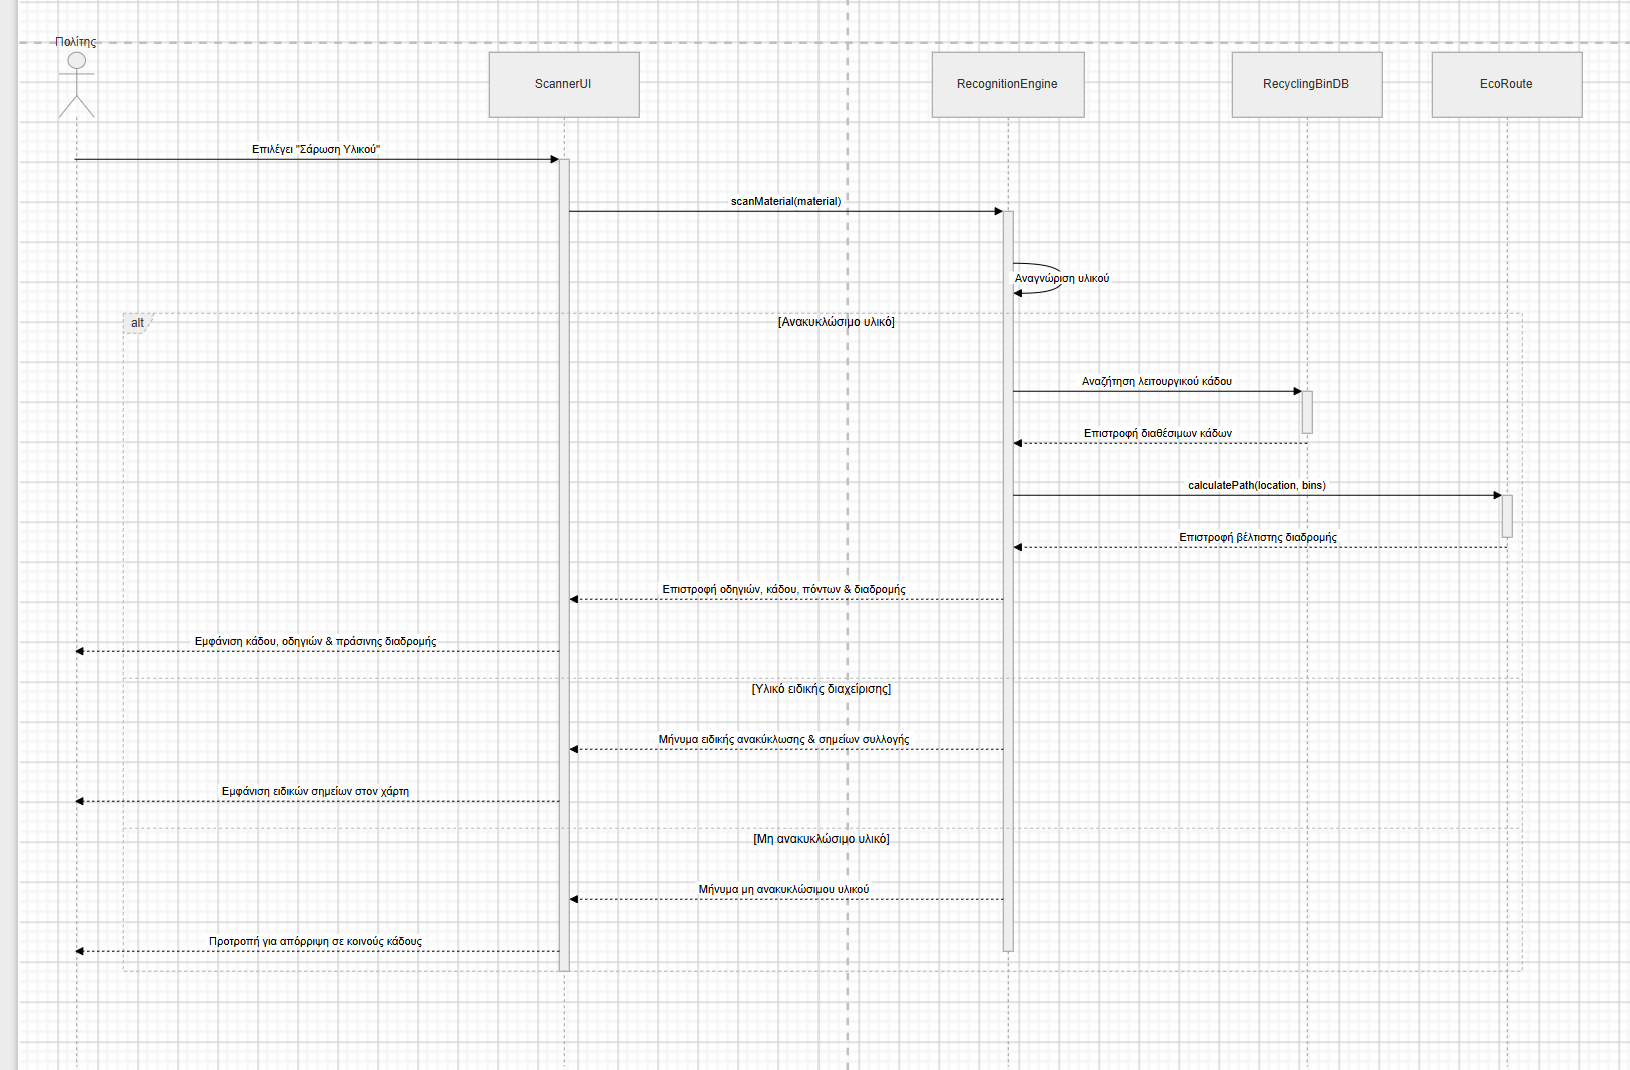 Πολίτης
ScannerUI
RecognitionEngine
RecyclingBinDB
EcoRoute
Επιλέγει "Σάρωση Υλικού"
scanMaterial(material)
Αναγνώριση υλικού
alt
[Ανακυκλώσιμο υλικό]
Αναζήτηση λειτουργικού κάδου
Επιστροφή διαθέσιμων κάδων
calculatePath(location, bins)
Επιστροφή βέλτιστης διαδρομής
Επιστροφή οδηγιών, κάδου, πόντων & διαδρομής
Εμφάνιση κάδου, οδηγιών & πράσινης διαδρομής
[Υλικό ειδικής διαχείρισης]
Μήνυμα ειδικής ανακύκλωσης & σημείων συλλογής
Εμφάνιση ειδικών σημείων στον χάρτη
[Μη ανακυκλώσιμο υλικό]
Μήνυμα μη ανακυκλώσιμου υλικού
Προτροπή για απόρριψη σε κοινούς κάδους